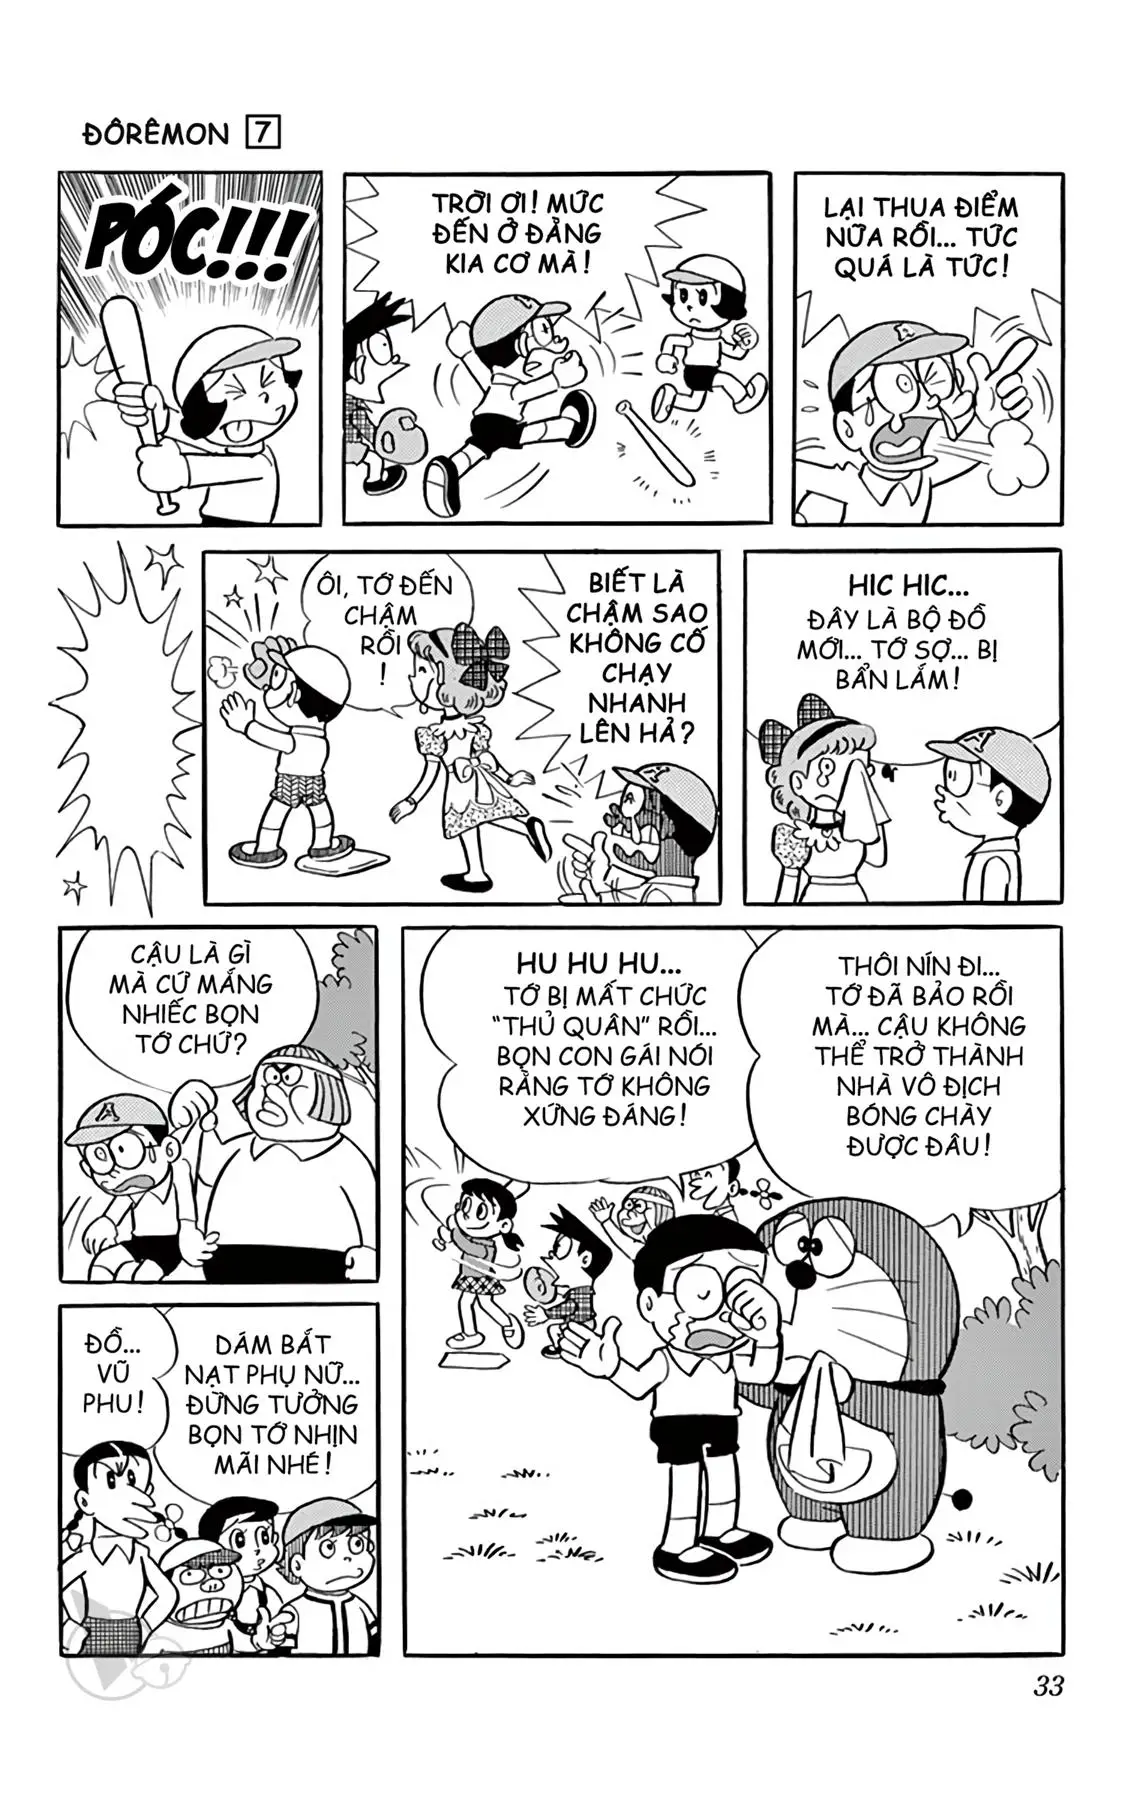 ĐÔRÊMON 7
PÓC!!!
TRỜI ƠI! MỨC
ĐẾN Ở ĐẰNG
KIA CƠ MÀ!
LẠI THUA ĐIỂM
NỮA RỒI... TỨC
QUÁ LÀ TỨC!
ÔI, TỚ ĐẾN
CHẬM
RỒI
!
BIẾT LÀ
CHẬM SAO
KHÔNG CỐ
CHẠY
NHANH
LÊN HẢ?
HIC HIC...
ĐÂY LÀ BỘ ĐỒ
MỚI... TỚ SỢ... BỊ
BẨN LẮM!
CẬU LÀ GÌ
MÀ CỨ MẮNG
NHIẾC BỌN
TỚ CHỨ?
ĐỒ...
VŨ
PHU!
DÁM BẮT
NẠT PHỤ NỮ...
ĐỪNG TƯỞNG
BỌN TỚ NHỊN
MÃI NHÉ!
HU HU HU...
TỚ BỊ MẤT CHỨC
“THỦ QUÂN” RỒI...
BỌN CON GÁI NÓI
RẰNG TỚ KHÔNG
XỨNG ĐÁNG!
THÔI NÍN ĐI...
TỚ ĐÃ BẢO RỒI
MÀ... CẬU KHÔNG
THỂ TRỞ THÀNH
NHÀ VÔ ĐỊCH
BÓNG CHÀY
ĐƯỢC ĐÂU!
33